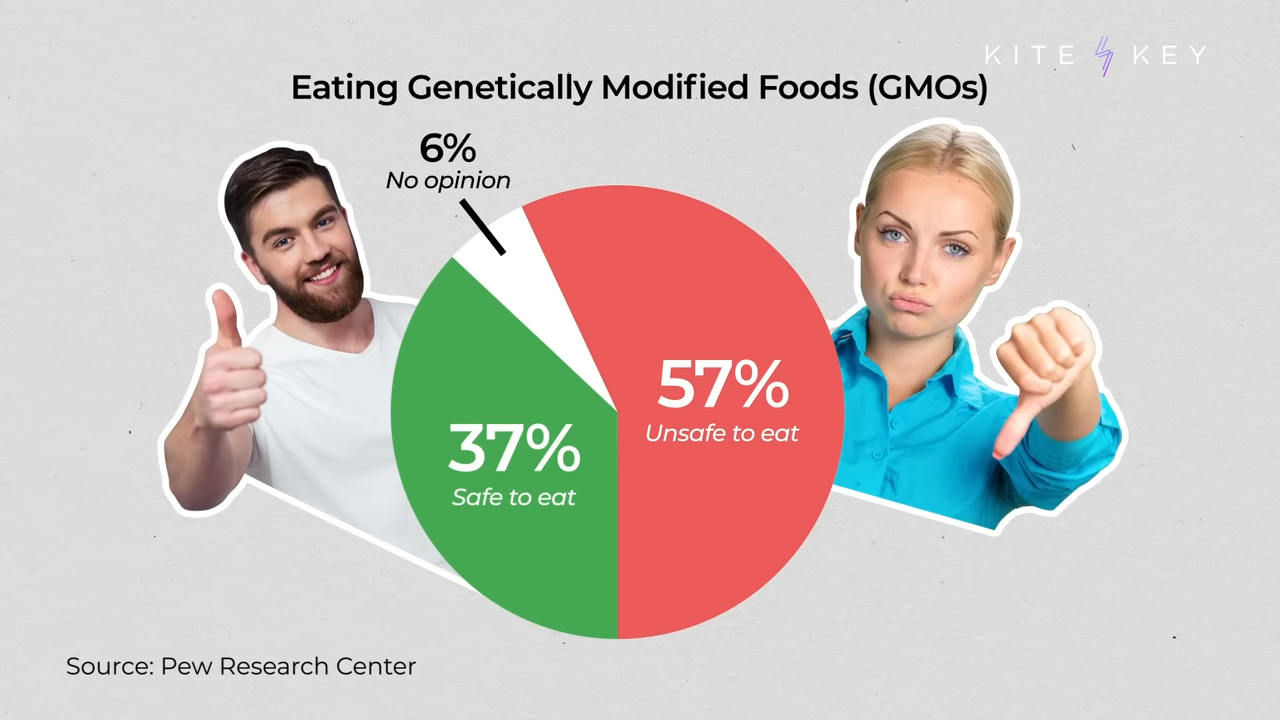 KITE KEY
Eating Genetically Modified Foods (GMOs)
6%
No opinion
57%
Unsafe to eat
37%
Safe to eat
Source: Pew Research Center